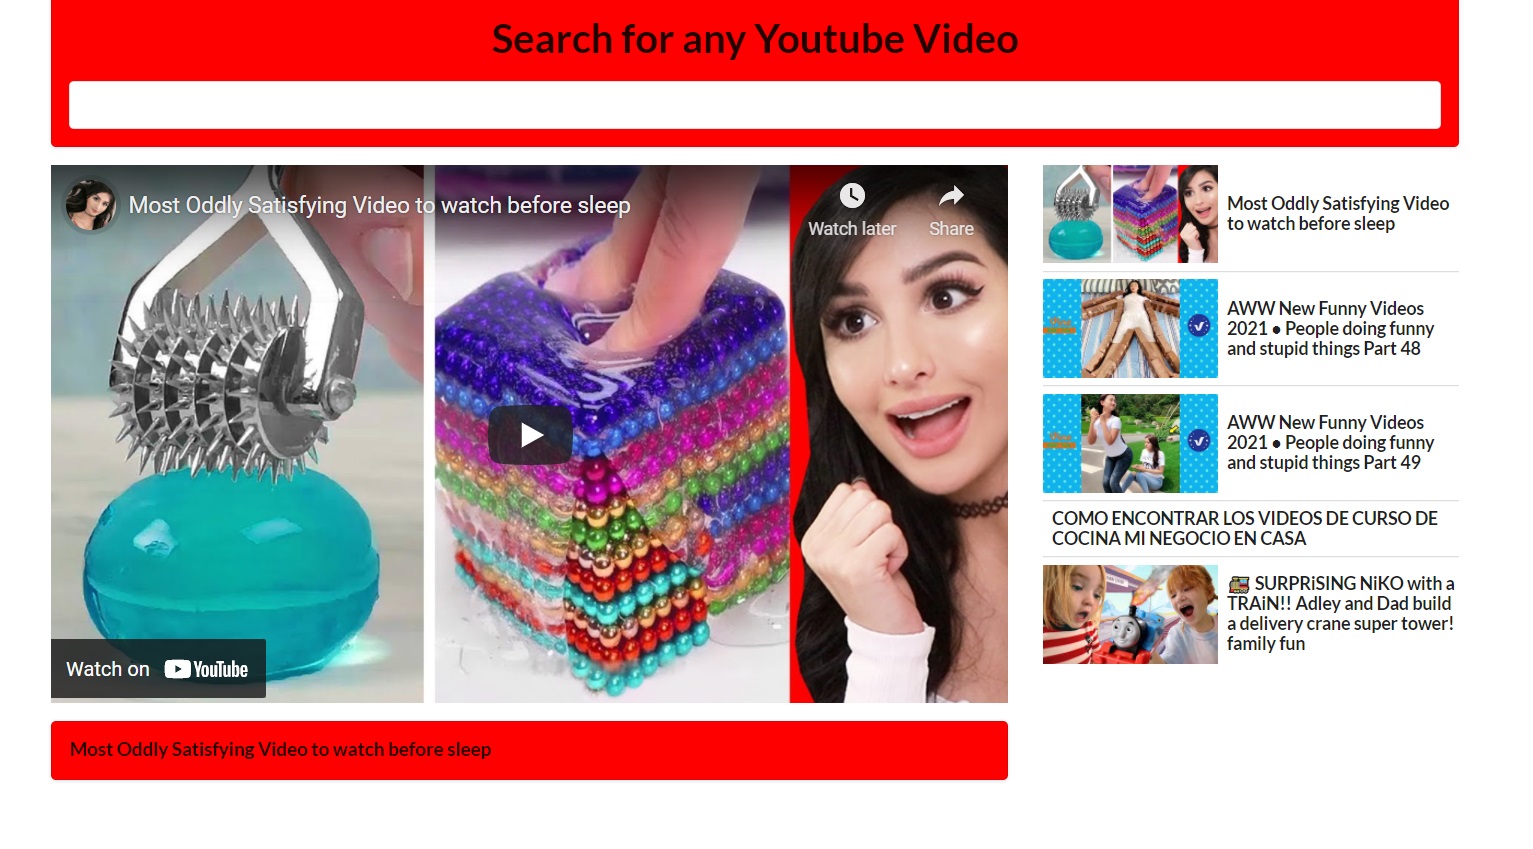 Search for any Youtube Video
Most Oddly Satisfying Video to watch before sleep
Watch later
Share
Watch on YouTube
Most Oddly Satisfying Video to watch before sleep
Most Oddly Satisfying Video
to watch before sleep
AWW New Funny Videos
2021 ● People doing funny
and stupid things Part 48
AWW New Funny Videos
2021 ● People doing funny
and stupid things Part 49
COMO ENCONTRAR LOS VIDEOS DE CURSO DE
COCINA MI NEGOCIO EN CASA
🚂 SURPRiSING NiKO with a
TRAiN!! Adley and Dad build
a delivery crane super tower!
family fun